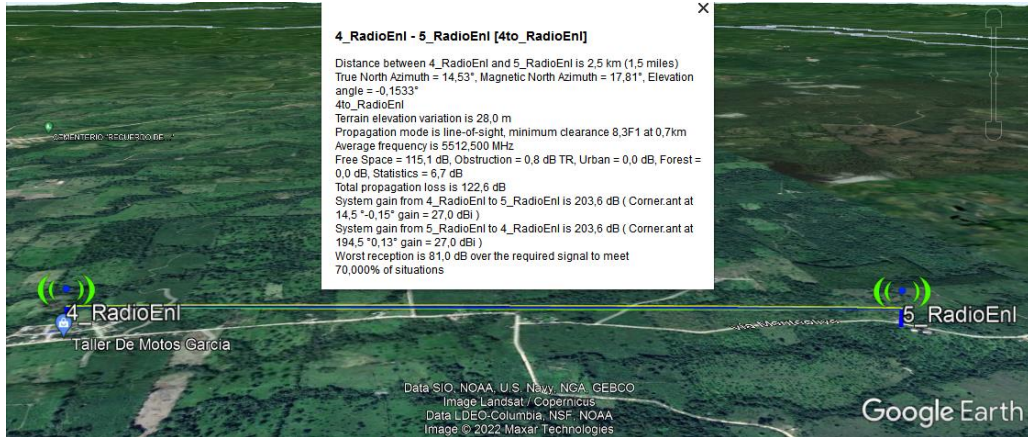 4_RadioEnl - 5_RadioEnl [4to_RadioEnl]
Distance between 4_RadioEnl and 5_RadioEnl is 2,5 km (1,5 miles)
True North Azimuth = 14,53°, Magnetic North Azimuth = 17,81°, Elevation
angle = -0,1533°
4to_RadioEnl
Terrain elevation variation is 28,0 m
Propagation mode is line-of-sight, minimum clearance 8,3F1 at 0,7km
Average frequency is 5512,500 MHz
Free Space = 115,1 dB, Obstruction = 0,8 dB TR, Urban = 0,0 dB, Forest =
0,0 dB, Statistics = 6,7 dB
Total propagation loss is 122,6 dB
System gain from 4_RadioEnl to 5_RadioEnl is 203,6 dB ( Corner.ant at
14,5 °-0,15° gain = 27,0 dBi )
System gain from 5_RadioEnl to 4_RadioEnl is 203,6 dB ( Corner.ant at
194,5 °0,13° gain = 27,0 dBi )
Worst reception is 81,0 dB over the required signal to meet
70,000% of situations
CEMENTERIO "RECUERDO DE ..."
4_RadioEnl
5_RadioEnl
Taller De Motos Garcia
Data SIO, NOAA, U.S. Navy, NGA, GEBCO
Image Landsat / Copernicus
Data LDEO-Columbia, NSF, NOAA
Image © 2022 Maxar Technologies
Google Earth